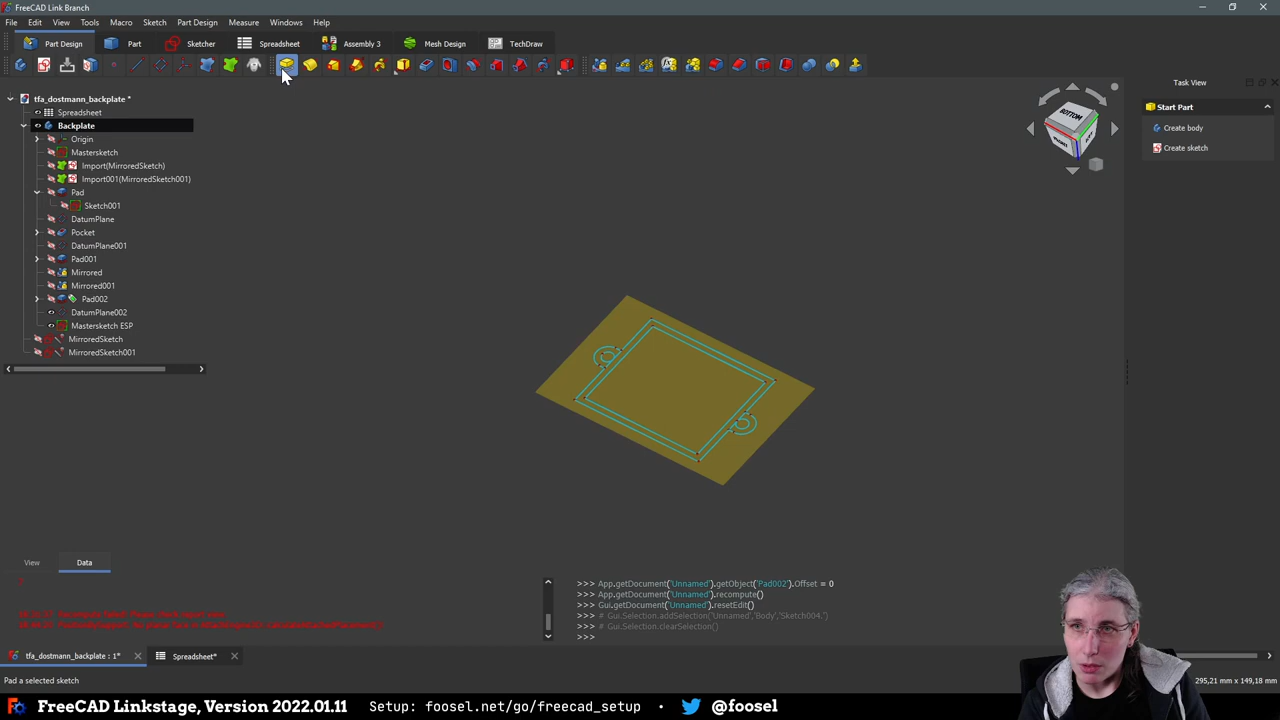 FreeCAD Link Branch
File Edit View Tools Macro Sketch Part Design Measure Windows Help
Part Design Part Sketcher Spreadsheet Assembly 3 Mesh Design TechDraw
Task View
tfa_dostmann_backplate *
Spreadsheet
Backplate
Origin
Mastersketch
Import(MirroredSketch)
Import001(MirroredSketch001)
Pad
Sketch001
DatumPlane
Pocket
DatumPlane001
Pad001
Mirrored
Mirrored001
Pad002
DatumPlane002
Mastersketch ESP
MirroredSketch
MirroredSketch001
BOTTOM
Start Part
Create body
Create sketch
View Data
>>> App.getDocument('Unnamed').getObject('Pad002').Offset = 0
>>> App.getDocument('Unnamed').recompute()
>>> Gui.getDocument('Unnamed').resetEdit()
>>> # Gui.Selection.addSelection('Unnamed','Body','Sketch004.')
>>> # Gui.Selection.clearSelection()
>>>
tfa_dostmann_backplate : 1* Spreadsheet*
Pad a selected sketch
295,21 mm x 149,18 mm
FreeCAD Linkstage, Version 2022.01.11 Setup: foosel.net/go/freecad_setup @foosel